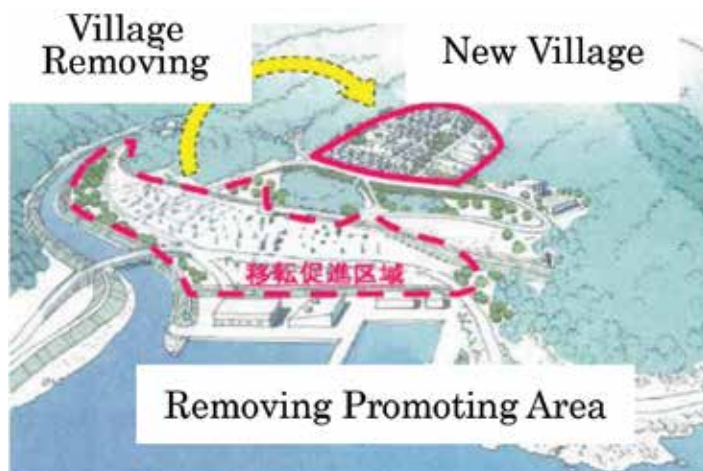 Village
Removing
New Village
移転促進区域
Removing Promoting Area